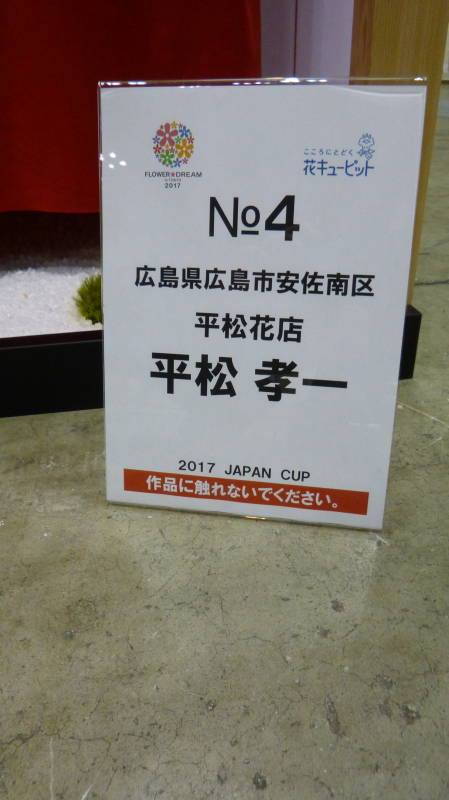 FLOWER★DREAM
in TOKYO
2017
こころにとどく
花キューピット
№4
広島県広島市安佐南区
平松花店
平松 孝一
2017 JAPAN CUP
作品に触れないでください。